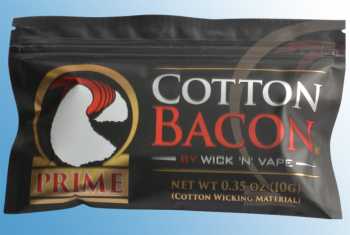 COTTON
BACON
BY WICK 'N' VAPE
PRIME
NET WT 0.35 OZ (10G)
(COTTON WICKING MATERIAL)